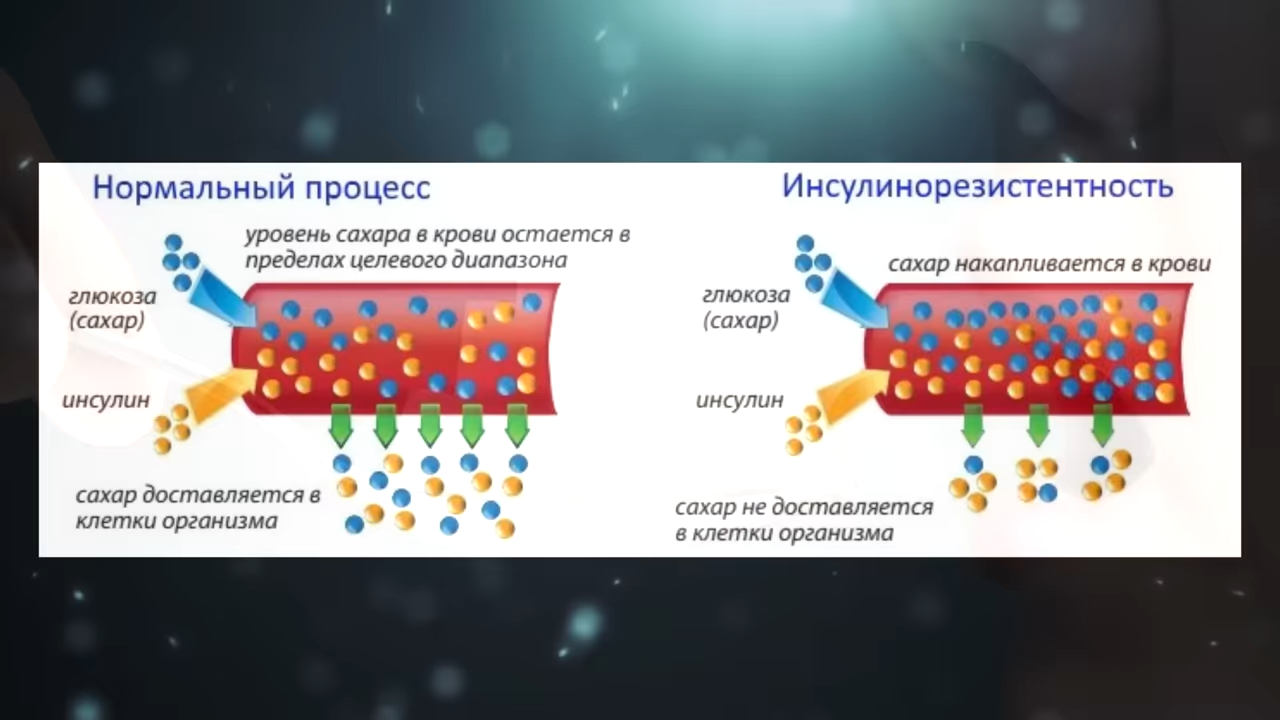 Нормальный процесс
уровень сахара в крови остается в
пределах целевого диапазона
глюкоза
(сахар)
инсулин
сахар доставляется в
клетки организма
Инсулинорезистентность
сахар накапливается в крови
глюкоза
(сахар)
инсулин
сахар не доставляется
в клетки организма